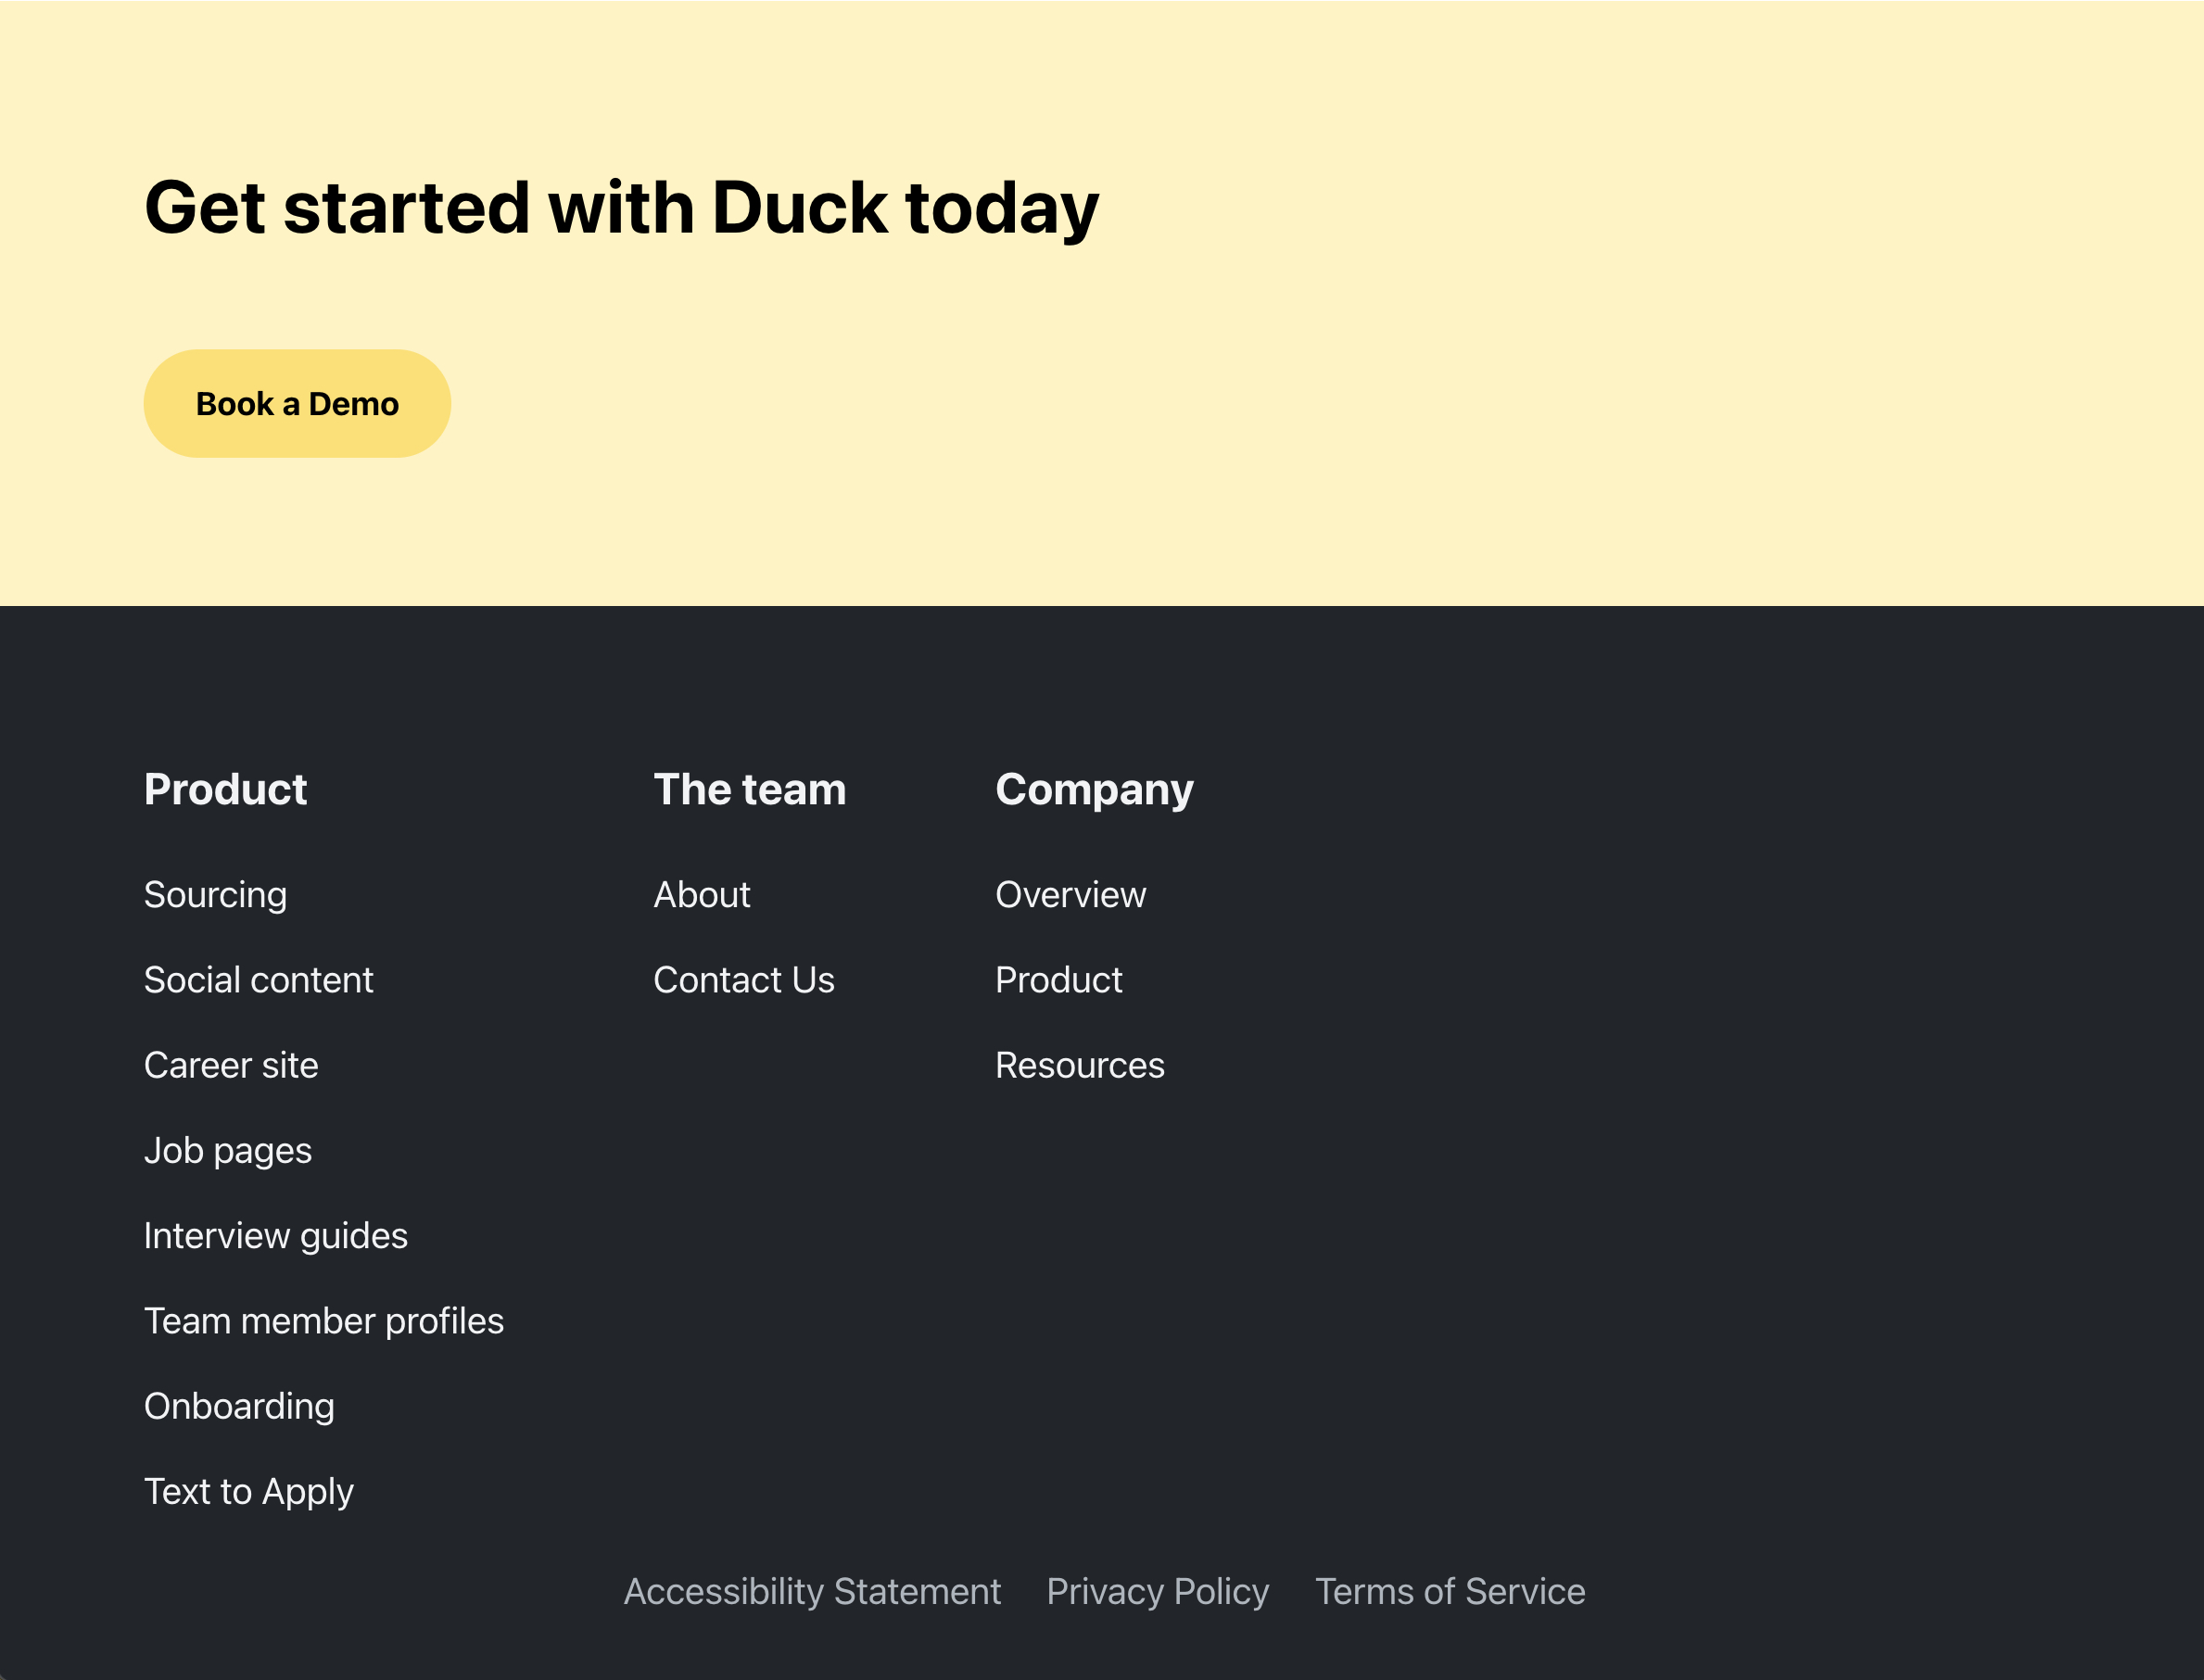 Get started with Duck today
Book a Demo
Product
Sourcing
Social content
Career site
Job pages
Interview guides
Team member profiles
Onboarding
Text to Apply
The team
About
Contact Us
Company
Overview
Product
Resources
Accessibility Statement Privacy Policy Terms of Service